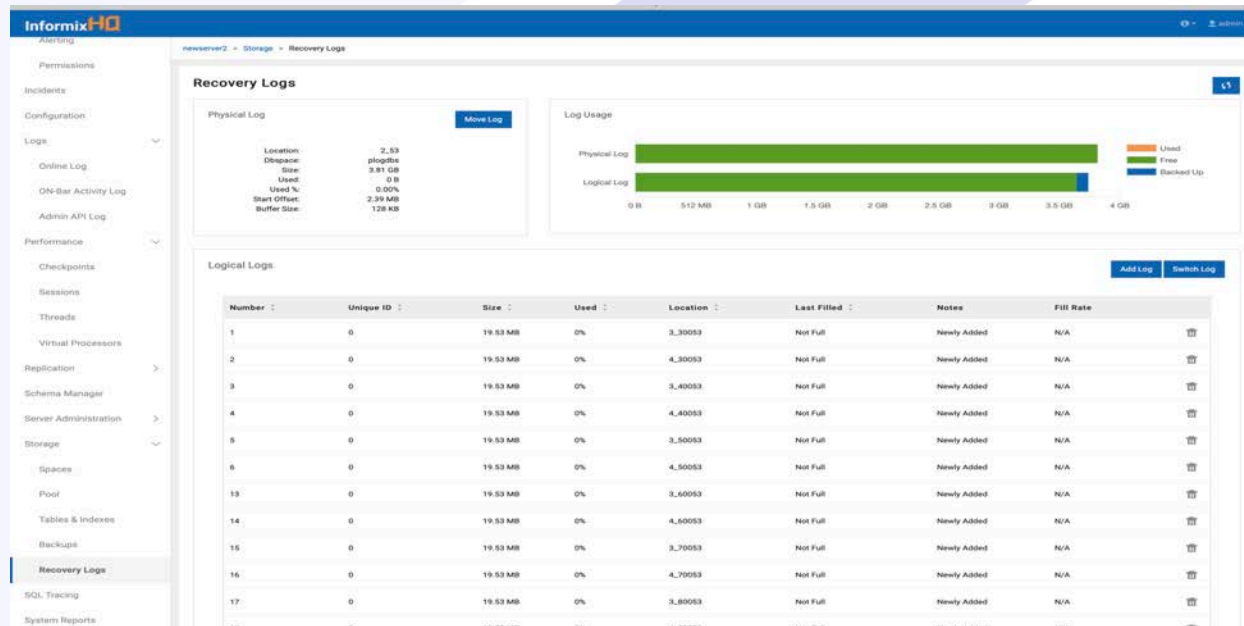 InformixHQ
admin
Alerting
Permissions
Incidents
Configuration
Logs
Online Log
ON-Bar Activity Log
Admin API Log
Performance
Checkpoints
Sessions
Threads
Virtual Processors
Replication
Schema Manager
Server Administration
Storage
Spaces
Pool
Tables & Indexes
Backups
Recovery Logs
SQL Tracing
System Reports
newserver2 > Storage > Recovery Logs
Recovery Logs
Physical Log
Move Log
Location: 2_53
Dbspace: plogdbs
Size: 3.81 GB
Used: 0 B
Used %: 0.00%
Start Offset: 2.39 MB
Buffer Size: 128 KB
Log Usage
Physical Log
Logical Log
0 B 512 MB 1 GB 1.5 GB 2 GB 2.5 GB 3 GB 3.5 GB 4 GB
Used
Free
Backed Up
Logical Logs
Add Log Switch Log
Number Unique ID Size Used Location Last Filled Notes Fill Rate
1 0 19.53 MB 0% 3_30053 Not Full Newly Added N/A
2 0 19.53 MB 0% 4_30053 Not Full Newly Added N/A
3 0 19.53 MB 0% 3_40053 Not Full Newly Added N/A
4 0 19.53 MB 0% 4_40053 Not Full Newly Added N/A
5 0 19.53 MB 0% 3_50053 Not Full Newly Added N/A
6 0 19.53 MB 0% 4_50053 Not Full Newly Added N/A
13 0 19.53 MB 0% 3_60053 Not Full Newly Added N/A
14 0 19.53 MB 0% 4_60053 Not Full Newly Added N/A
15 0 19.53 MB 0% 3_70053 Not Full Newly Added N/A
16 0 19.53 MB 0% 4_70053 Not Full Newly Added N/A
17 0 19.53 MB 0% 3_80053 Not Full Newly Added N/A